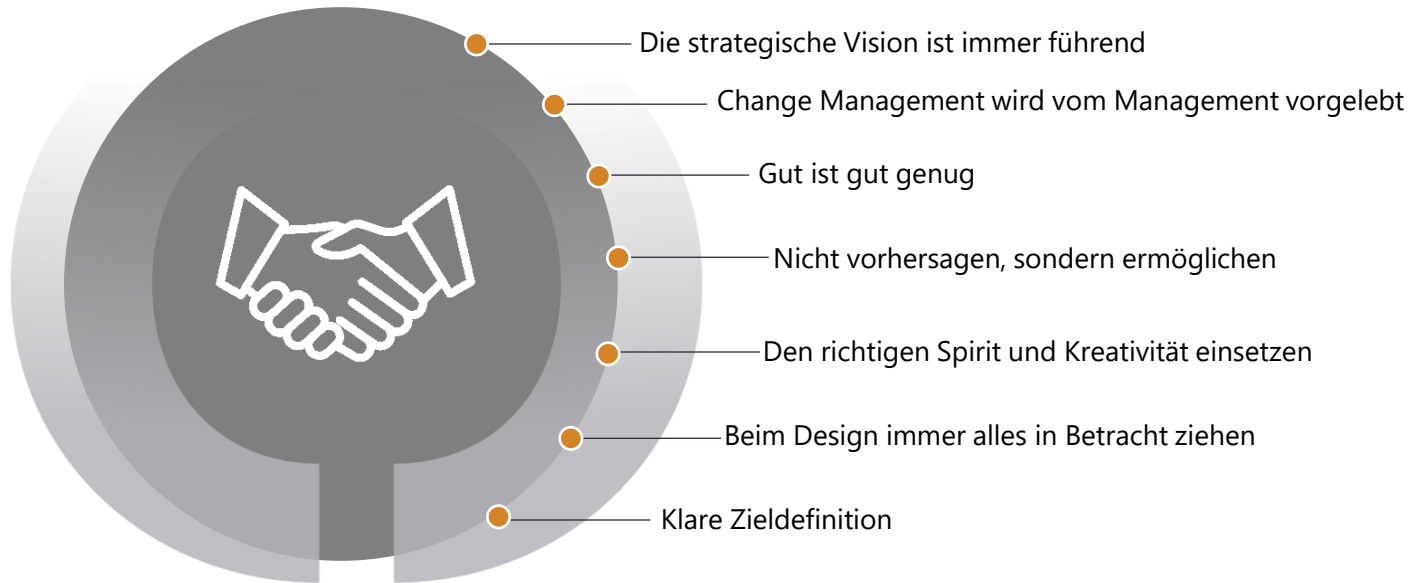 Die strategische Vision ist immer führend
Change Management wird vom Management vorgelebt
Gut ist gut genug
Nicht vorhersagen, sondern ermöglichen
Den richtigen Spirit und Kreativität einsetzen
Beim Design immer alles in Betracht ziehen
Klare Zieldefinition